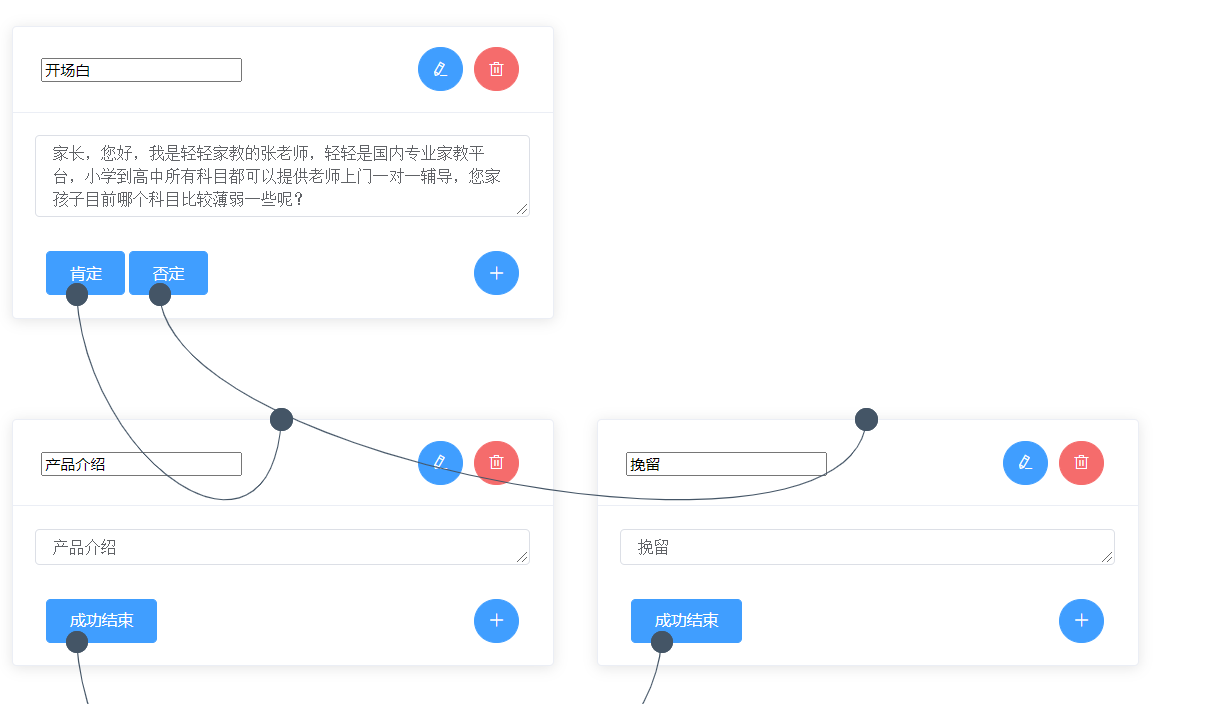 开场白
家长，您好，我是轻轻家教的张老师，轻轻是国内专业家教平
台，小学到高中所有科目都可以提供老师上门一对一辅导，您家
孩子目前哪个科目比较薄弱一些呢？
肯定 否定
产品介绍
挽留
产品介绍
挽留
成功结束
成功结束